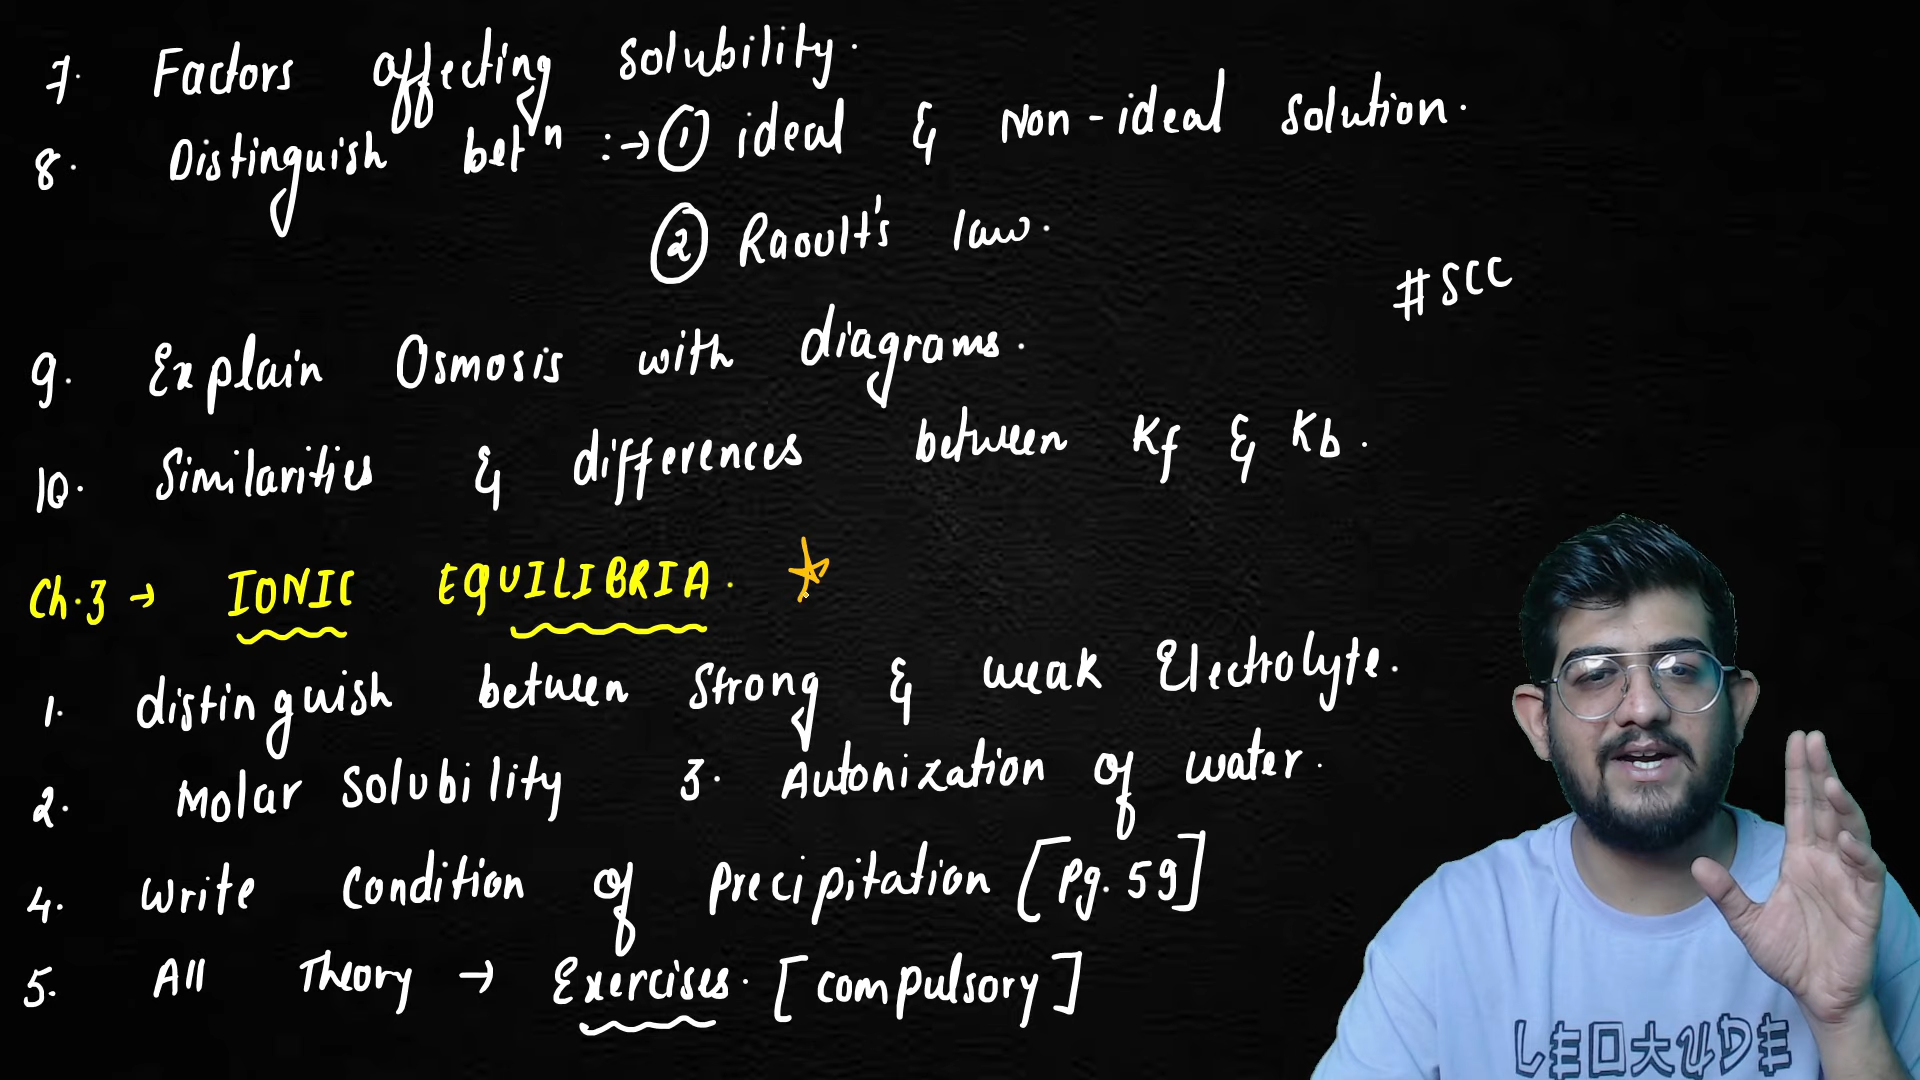 7. Factors affecting solubility.
8. Distinguish betⁿ :→ ① ideal & Non-ideal solution.
② Raoult's law.
#SCC
9. Explain Osmosis with diagrams.
10. Similarities & differences between Kf & Kb.
Ch.3 → IONIC EQUILIBRIA.
1. distinguish between Strong & weak Electrolyte.
2. Molar Solubility 3. Autonization of water.
4. Write Condition of precipitation [Pg. 59]
5. All Theory → Exercises. [compulsory]